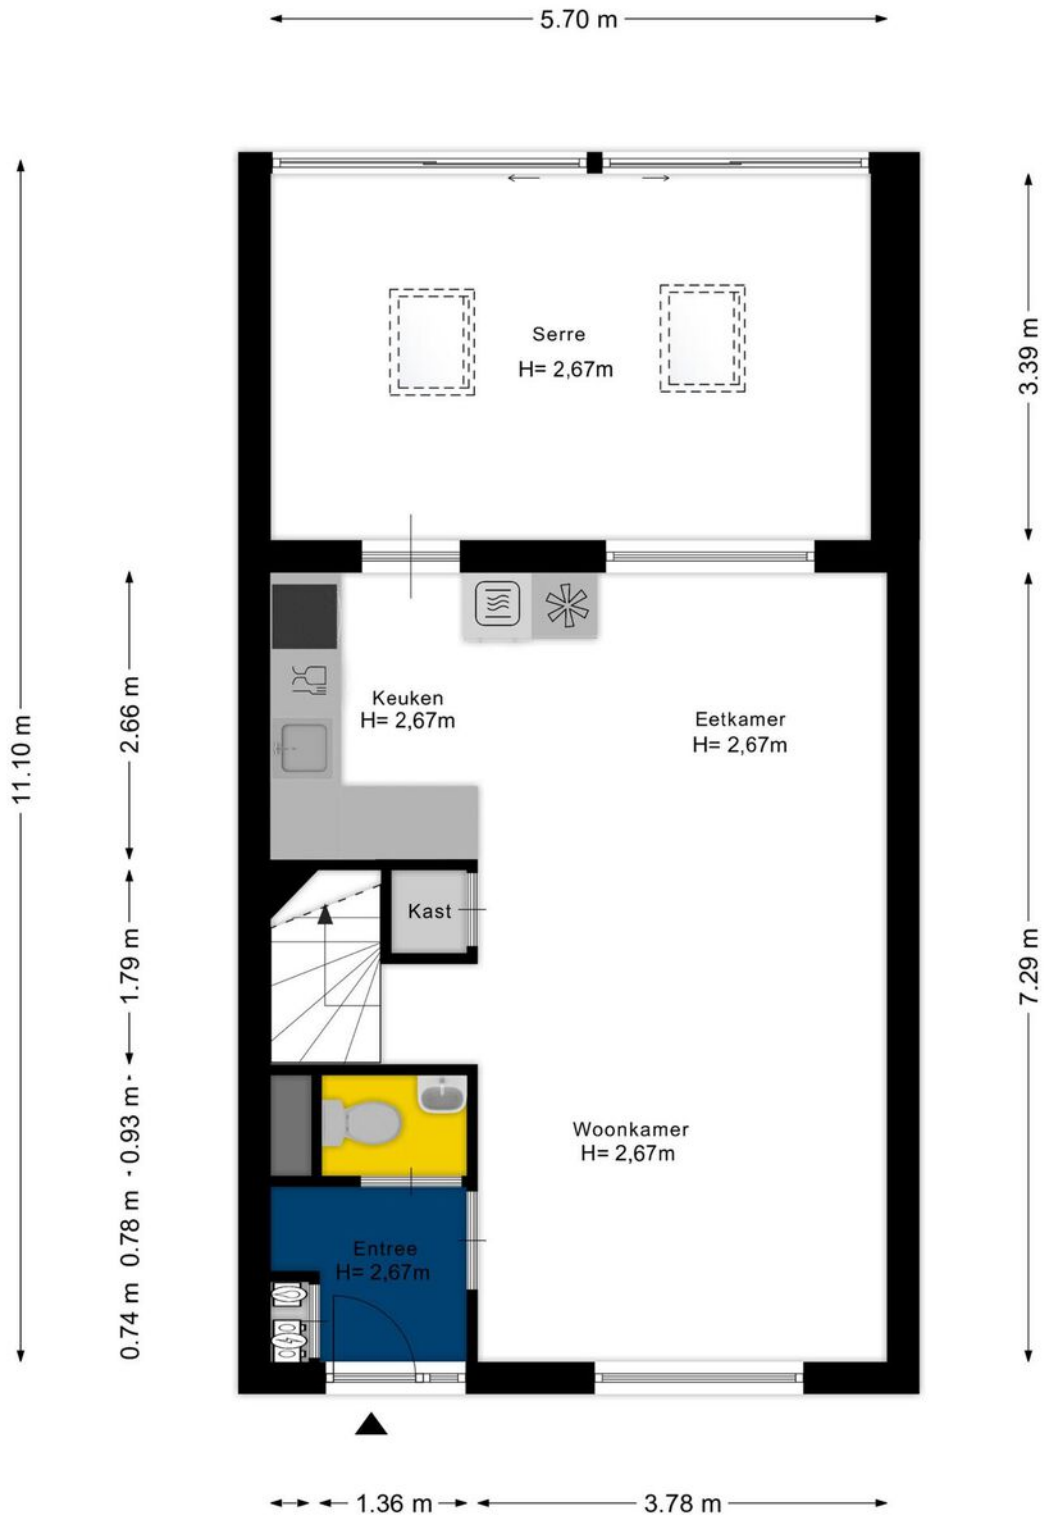 5.70 m
Serre
H= 2,67m
3.39 m
11.10 m
2.66 m
Keuken
H= 2,67m
Eetkamer
H= 2,67m
Kast
1.79 m
7.29 m
0.93 m
Woonkamer
H= 2,67m
0.78 m
Entree
H= 2,67m
0.74 m
1.36 m
3.78 m